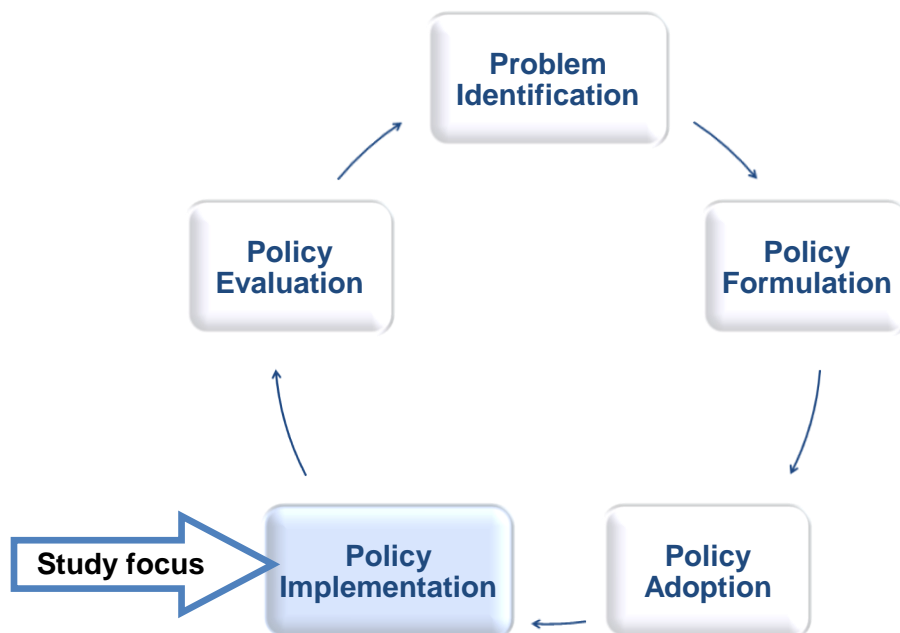 Problem
Identification
Policy
Formulation
Policy
Adoption
Policy
Implementation
Study focus
Policy
Evaluation